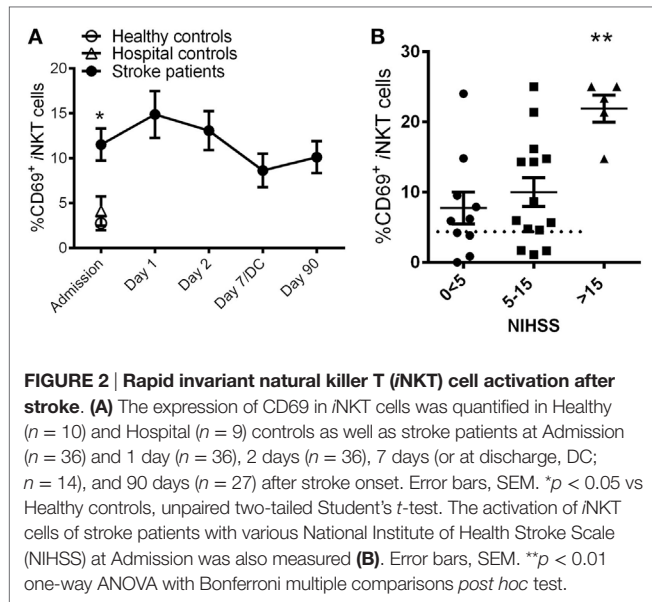 A
Healthy controls
Hospital controls
Stroke patients
%CD69⁺ iNKT cells
20
15
10
5
0
*
Admission
Day 1
Day 2
Day 7/DC
Day 90
B
%CD69⁺ iNKT cells
30
20
10
0
**
0<5
5-15
>15
NIHSS
FIGURE 2 | Rapid invariant natural killer T (iNKT) cell activation after
stroke. (A) The expression of CD69 in iNKT cells was quantified in Healthy
(n = 10) and Hospital (n = 9) controls as well as stroke patients at Admission
(n = 36) and 1 day (n = 36), 2 days (n = 36), 7 days (or at discharge, DC;
n = 14), and 90 days (n = 27) after stroke onset. Error bars, SEM. *p < 0.05 vs
Healthy controls, unpaired two-tailed Student's t-test. The activation of iNKT
cells of stroke patients with various National Institute of Health Stroke Scale
(NIHSS) at Admission was also measured (B). Error bars, SEM. **p < 0.01
one-way ANOVA with Bonferroni multiple comparisons post hoc test.